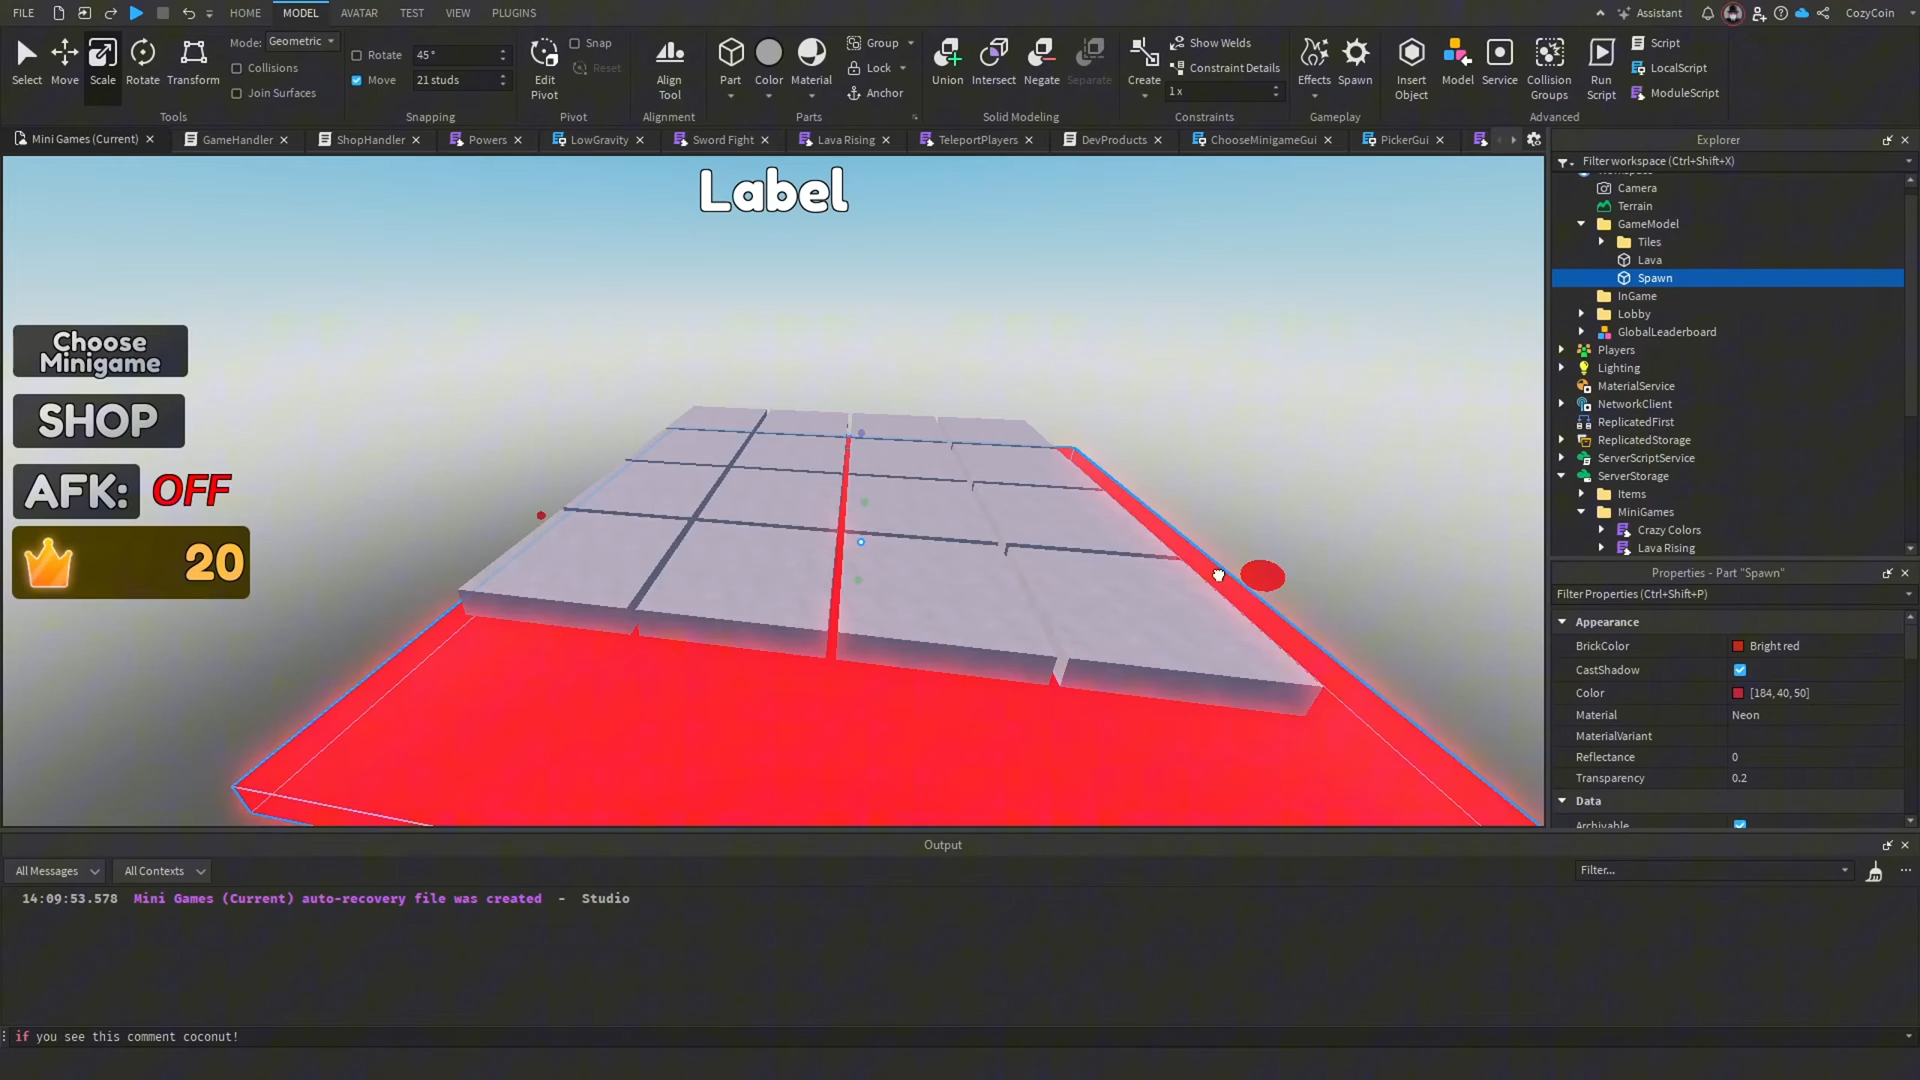 FILE HOME MODEL AVATAR TEST VIEW PLUGINS Assistant CozyCoin
Select Move Scale Rotate Transform
Mode: Geometric
Collisions
Join Surfaces
Tools
Rotate 45°
Move 21 studs
Snapping
Edit Pivot
Snap
Reset
Pivot
Align Tool
Alignment
Part Color Material
Group
Lock
Anchor
Parts
Union Intersect Negate Separate
Solid Modeling
Create
Show Welds
Constraint Details
1 x
Constraints
Effects Spawn
Gameplay
Insert Object
Model
Service
Collision Groups
Run Script
Script
LocalScript
ModuleScript
Advanced
Mini Games (Current) GameHandler ShopHandler Powers LowGravity Sword Fight Lava Rising TeleportPlayers DevProducts ChooseMinigameGui PickerGui
Label
Choose
Minigame
SHOP
AFK: OFF
20
Explorer
Filter workspace (Ctrl+Shift+X)
Workspace
Camera
Terrain
GameModel
Tiles
Lava
Spawn
InGame
Lobby
GlobalLeaderboard
Players
Lighting
MaterialService
NetworkClient
ReplicatedFirst
ReplicatedStorage
ServerScriptService
ServerStorage
Items
MiniGames
Crazy Colors
Lava Rising
Properties - Part "Spawn"
Filter Properties (Ctrl+Shift+P)
Appearance
BrickColor Bright red
CastShadow
Color [184, 40, 50]
Material Neon
MaterialVariant
Reflectance 0
Transparency 0.2
Data
Archivable
Output
All Messages All Contexts Filter...
14:09:53.578 Mini Games (Current) auto-recovery file was created - Studio
if you see this comment coconut!